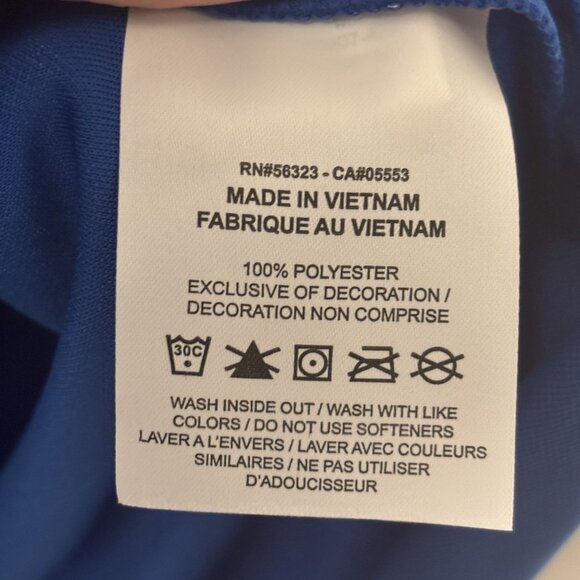 RN#56323 - CA#05553
MADE IN VIETNAM
FABRIQUE AU VIETNAM
100% POLYESTER
EXCLUSIVE OF DECORATION /
DECORATION NON COMPRISE
30C
WASH INSIDE OUT / WASH WITH LIKE
COLORS / DO NOT USE SOFTENERS
LAVER A L'ENVERS / LAVER AVEC COULEURS
SIMILAIRES / NE PAS UTILISER
D'ADOUCISSEUR